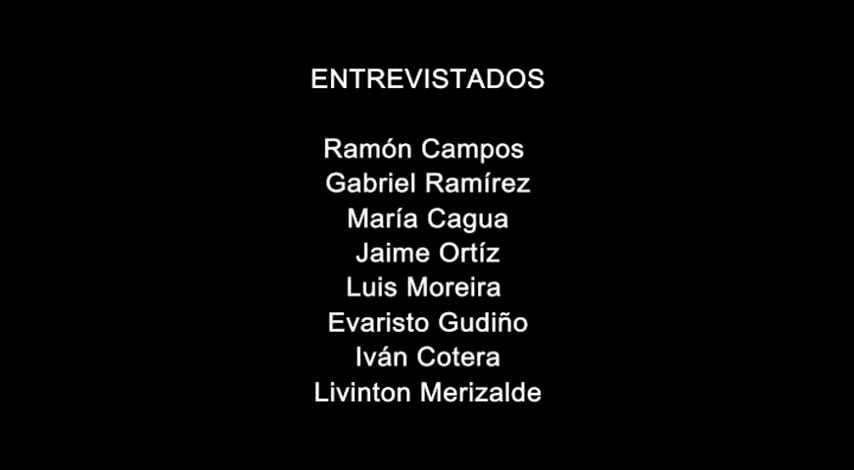 ENTREVISTADOS
Ramón Campos
Gabriel Ramírez
María Cagua
Jaime Ortíz
Luis Moreira
Evaristo Gudiño
Iván Cotera
Livinton Merizalde